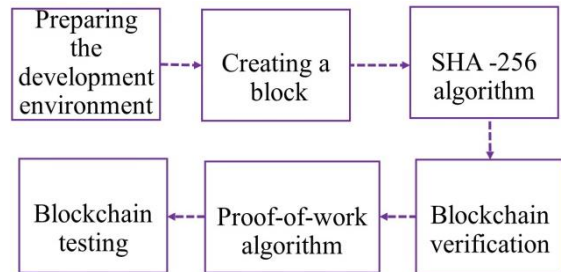 Preparing
the
development
environment
Creating a
block
SHA -256
algorithm
Blockchain
verification
Proof-of-work
algorithm
Blockchain
testing